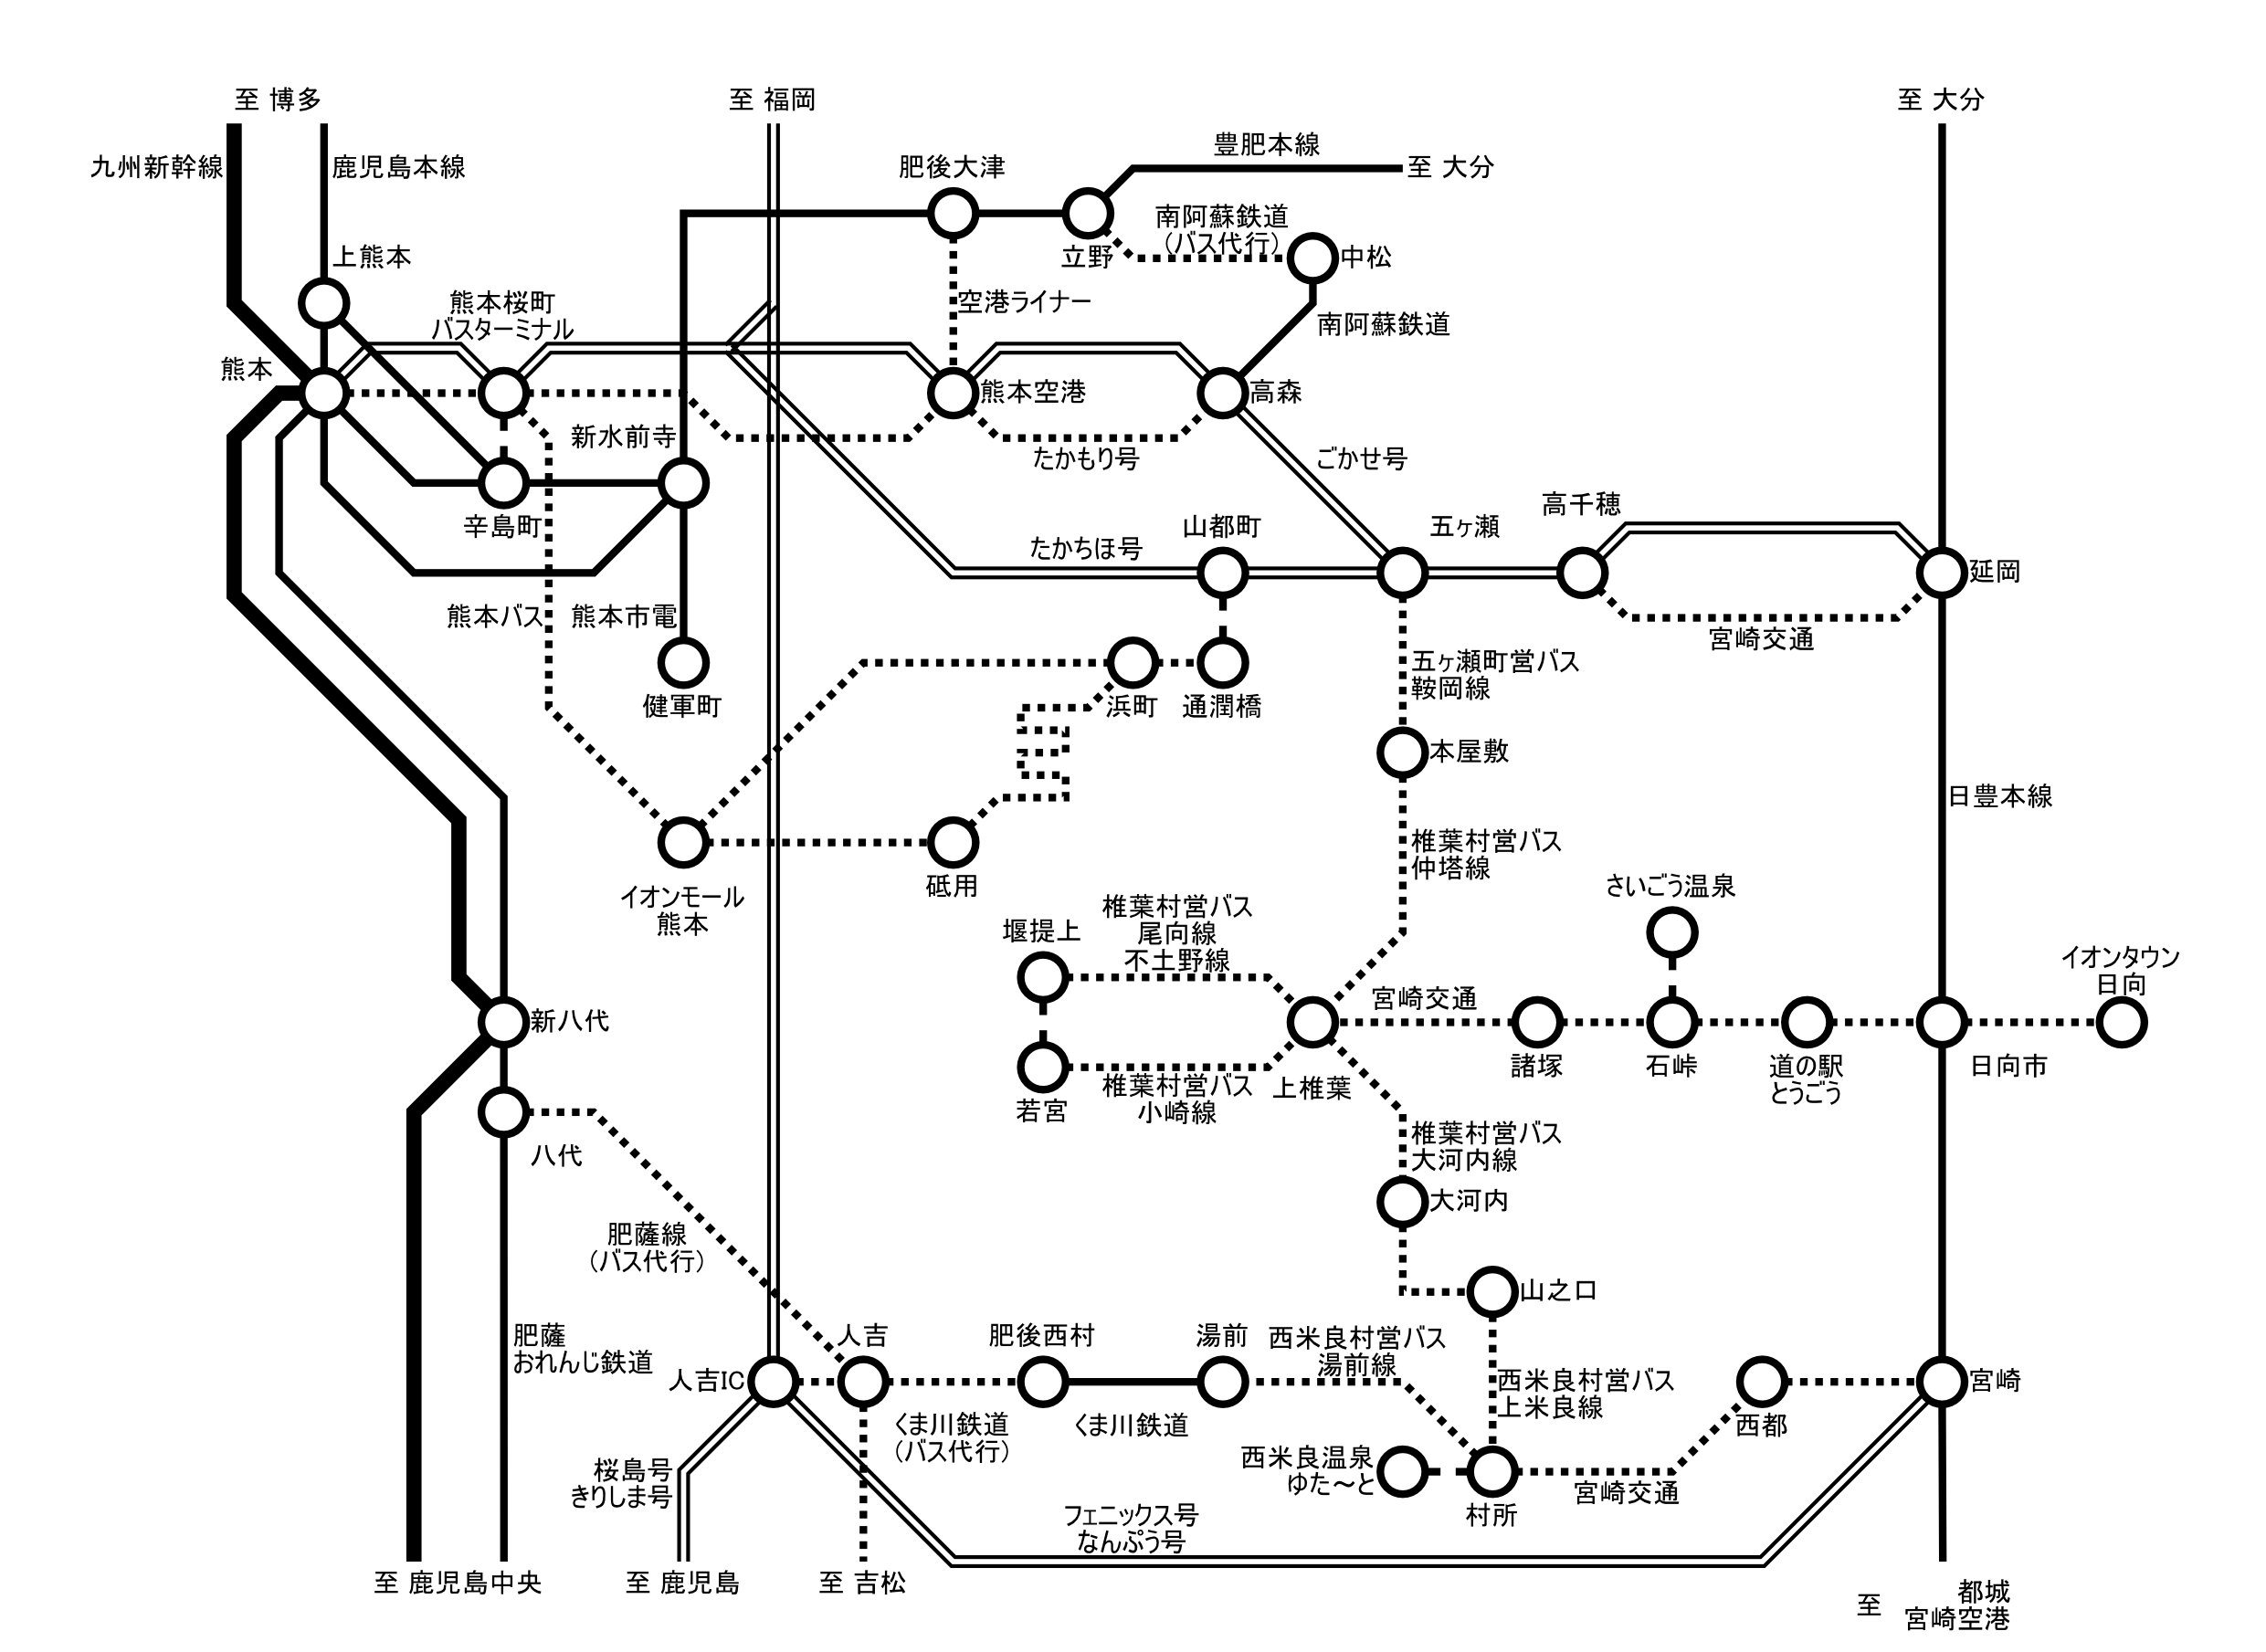 至 博多
至 福岡
至 大分
九州新幹線
鹿児島本線
肥後大津
豊肥本線
至 大分
立野
南阿蘇鉄道
(バス代行)
中松
上熊本
熊本桜町
バスターミナル
空港ライナー
南阿蘇鉄道
熊本
熊本空港
高森
新水前寺
たかもり号
ごかせ号
辛島町
たかちほ号
山都町
五ヶ瀬
高千穂
延岡
熊本バス
熊本市電
宮崎交通
健軍町
浜町
通潤橋
五ヶ瀬町営バス
鞍岡線
本屋敷
日豊本線
イオンモール
熊本
砥用
椎葉村営バス
仲塔線
さいごう温泉
堰提上
椎葉村営バス
尾向線
不土野線
イオンタウン
日向
新八代
宮崎交通
諸塚
石峠
道の駅
とうごう
日向市
若宮
椎葉村営バス
小崎線
上椎葉
八代
椎葉村営バス
大河内線
大河内
肥薩線
(バス代行)
山之口
肥薩
おれんじ鉄道
人吉IC
人吉
肥後西村
湯前
西米良村営バス
湯前線
西米良村営バス
上米良線
宮崎
西都
くま川鉄道
(バス代行)
くま川鉄道
西米良温泉
ゆた～と
村所
宮崎交通
桜島号
きりしま号
フェニックス号
なんぷう号
至 鹿児島中央
至 鹿児島
至 吉松
至 都城
宮崎空港